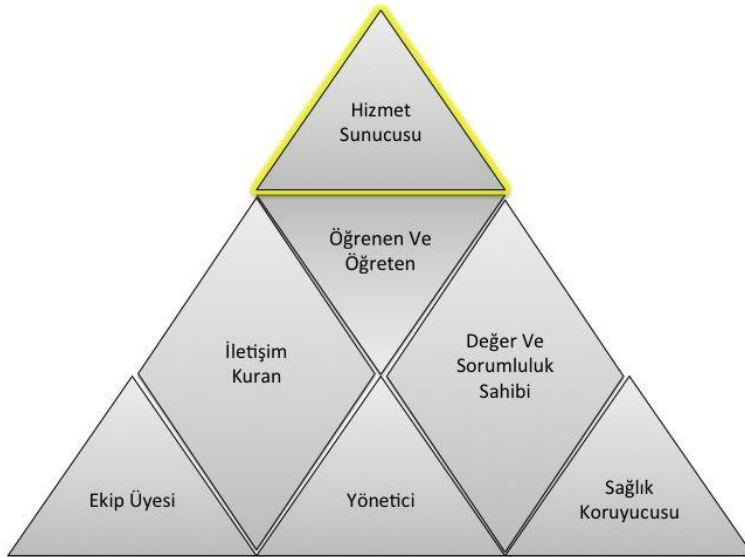 Hizmet
Sunucusu
Öğrenen Ve
Öğreten
İletişim
Kuran
Değer Ve
Sorumluluk
Sahibi
Ekip Üyesi
Yönetici
Sağlık
Koruyucusu